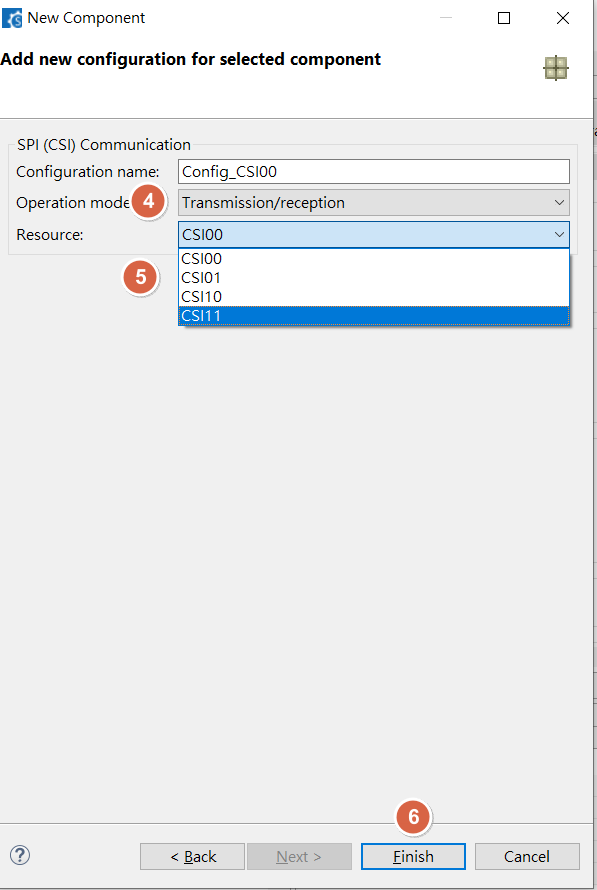 New Component
Add new configuration for selected component
SPI (CSI) Communication
Configuration name: Config_CSI00
Operation mode 4 Transmission/reception
Resource: CSI00
5
CSI00
CSI01
CSI10
CSI11
6
? < Back Next > Finish Cancel